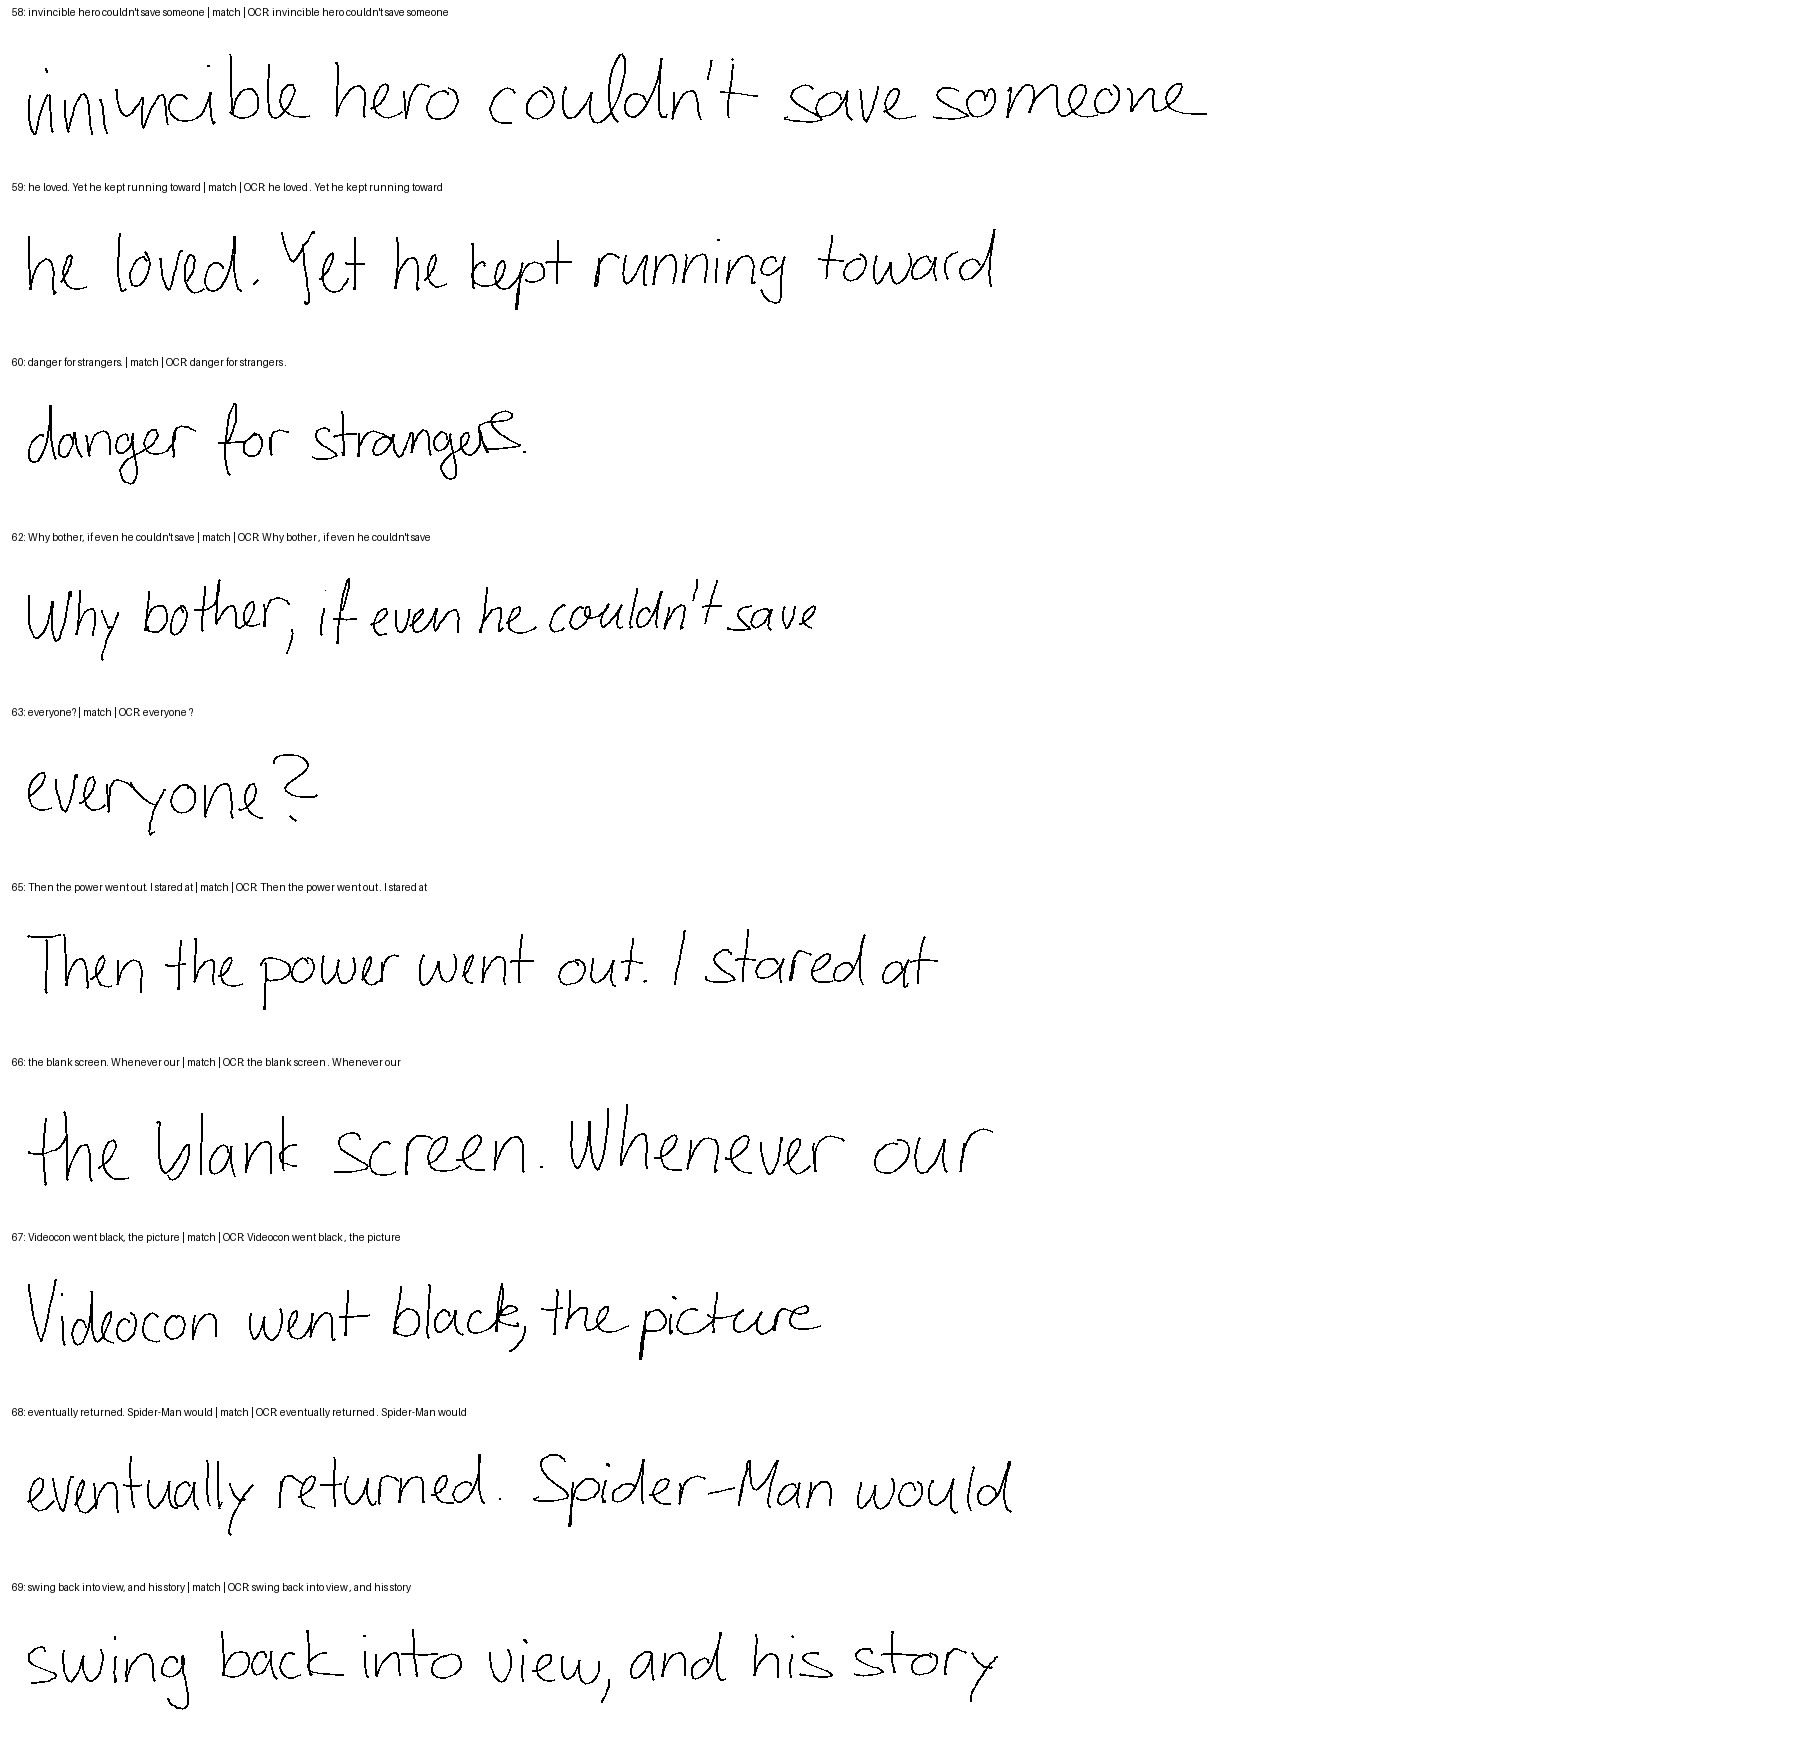 58: invincible hero couldn't save someone | match | OCR: invincible hero couldn't save someone
invincible hero couldn't save someone
59: he loved. Yet he kept running toward | match | OCR: he loved . Yet he kept running toward
he loved. Yet he kept running toward
60: danger for strangers. | match | OCR: danger for strangers .
danger for strangers.
62: Why bother, if even he couldn't save | match | OCR: Why bother , if even he couldn't save
Why bother, if even he couldn't save
63: everyone? | match | OCR: everyone ?
everyone?
65: Then the power went out. I stared at | match | OCR: Then the power went out . I stared at
Then the power went out. I stared at
66: the blank screen. Whenever our | match | OCR: the blank screen . Whenever our
the blank screen. Whenever our
67: Videocon went black, the picture | match | OCR: Videocon went black , the picture
Videocon went black, the picture
68: eventually returned. Spider-Man would | match | OCR: eventually returned . Spider-Man would
eventually returned. Spider-Man would
69: swing back into view, and his story | match | OCR: swing back into view , and his story
swing back into view, and his story